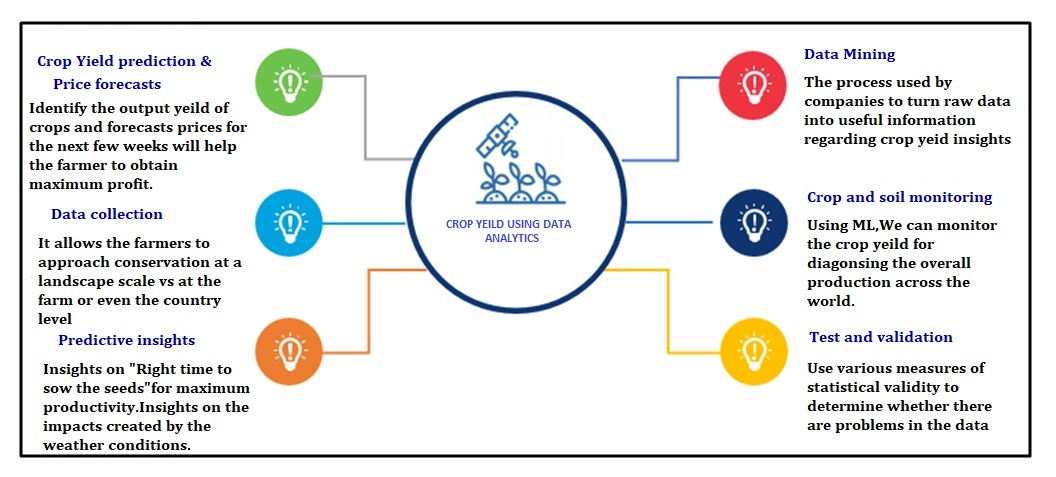 Crop Yield prediction &
Price forecasts
Identify the output yeild of
crops and forecasts prices for
the next few weeks will help
the farmer to obtain
maximum profit.
Data collection
It allows the farmers to
approach conservation at a
landscape scale vs at the
farm or even the country
level
Predictive insights
Insights on "Right time to
sow the seeds"for maximum
productivity.Insights on the
impacts created by the
weather conditions.
CROP YEILD USING DATA
ANALYTICS
Data Mining
The process used by
companies to turn raw data
into useful information
regarding crop yeid insights
Crop and soil monitoring
Using ML,We can monitor
the crop yeild for
diagonsing the overall
production across the
world.
Test and validation
Use various measures of
statistical validity to
determine whether there
are problems in the data